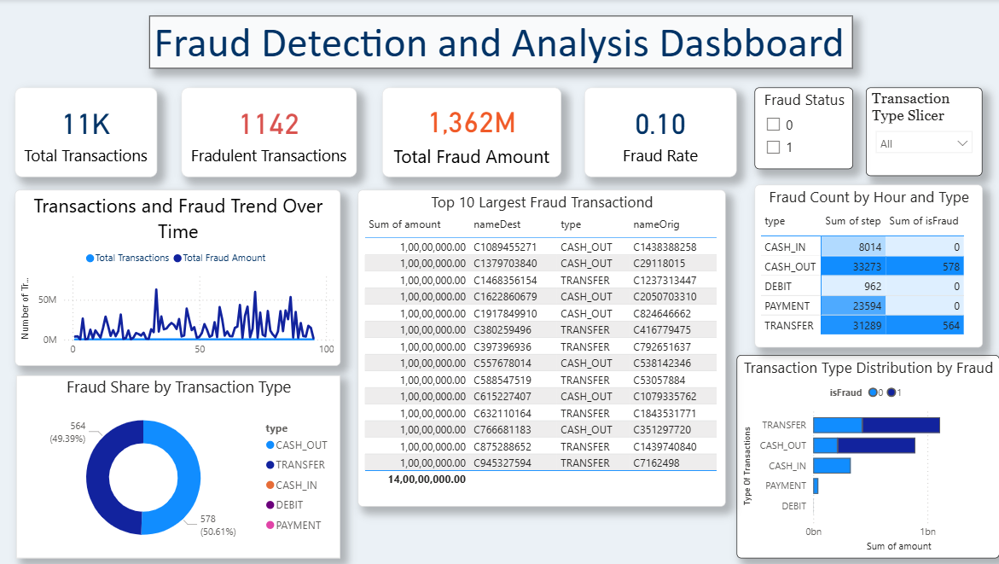 Fraud Detection and Analysis Dasbboard
11K
Total Transactions
1142
Fradulent Transactions
1,362M
Total Fraud Amount
0.10
Fraud Rate
Fraud Status
0
1
Transaction
Type Slicer
All
Transactions and Fraud Trend Over
Time
Total Transactions Total Fraud Amount
Number of Tr...
50M
0M
0 50 100
Fraud Share by Transaction Type
564
(49.39%)
578
(50.61%)
type
CASH_OUT
TRANSFER
CASH_IN
DEBIT
PAYMENT
Top 10 Largest Fraud Transactiond
Sum of amount nameDest type nameOrig
1,00,00,000.00 C1089455271 CASH_OUT C1438388258
1,00,00,000.00 C1379703840 CASH_OUT C29118015
1,00,00,000.00 C1468356154 TRANSFER C1237313447
1,00,00,000.00 C1622860679 CASH_OUT C2050703310
1,00,00,000.00 C1917849910 CASH_OUT C824646662
1,00,00,000.00 C380259496 TRANSFER C416779475
1,00,00,000.00 C397396936 TRANSFER C792651637
1,00,00,000.00 C557678014 CASH_OUT C538142346
1,00,00,000.00 C588547519 TRANSFER C53057884
1,00,00,000.00 C615227407 CASH_OUT C1079335762
1,00,00,000.00 C632110164 TRANSFER C1843531771
1,00,00,000.00 C766681183 CASH_OUT C351297720
1,00,00,000.00 C875288652 TRANSFER C1439740840
1,00,00,000.00 C945327594 TRANSFER C7162498
14,00,00,000.00
Fraud Count by Hour and Type
type Sum of step Sum of isFraud
CASH_IN 8014 0
CASH_OUT 33273 578
DEBIT 962 0
PAYMENT 23594 0
TRANSFER 31289 564
Transaction Type Distribution by Fraud
isFraud 0 1
Type Of Transactions
TRANSFER
CASH_OUT
CASH_IN
PAYMENT
DEBIT
0bn 1bn
Sum of amount